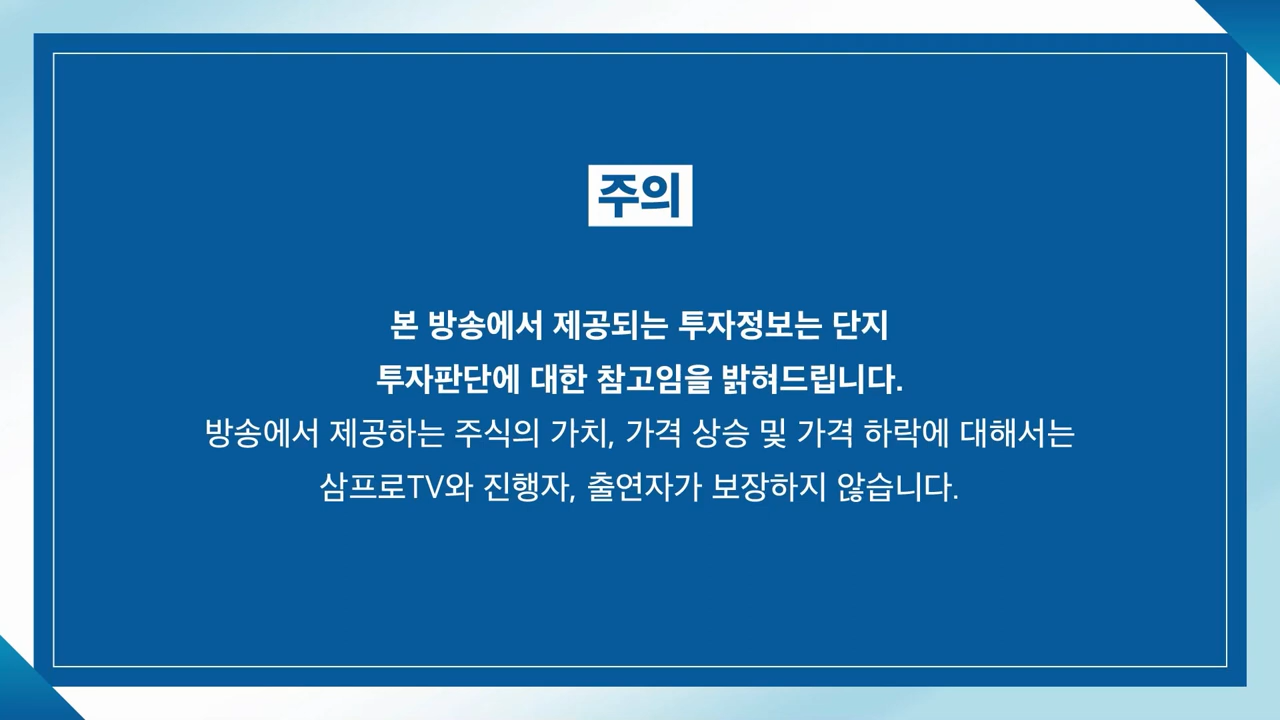 주의
본 방송에서 제공되는 투자정보는 단지
투자판단에 대한 참고임을 밝혀드립니다.
방송에서 제공하는 주식의 가치, 가격 상승 및 가격 하락에 대해서는
삼프로TV와 진행자, 출연자가 보장하지 않습니다.